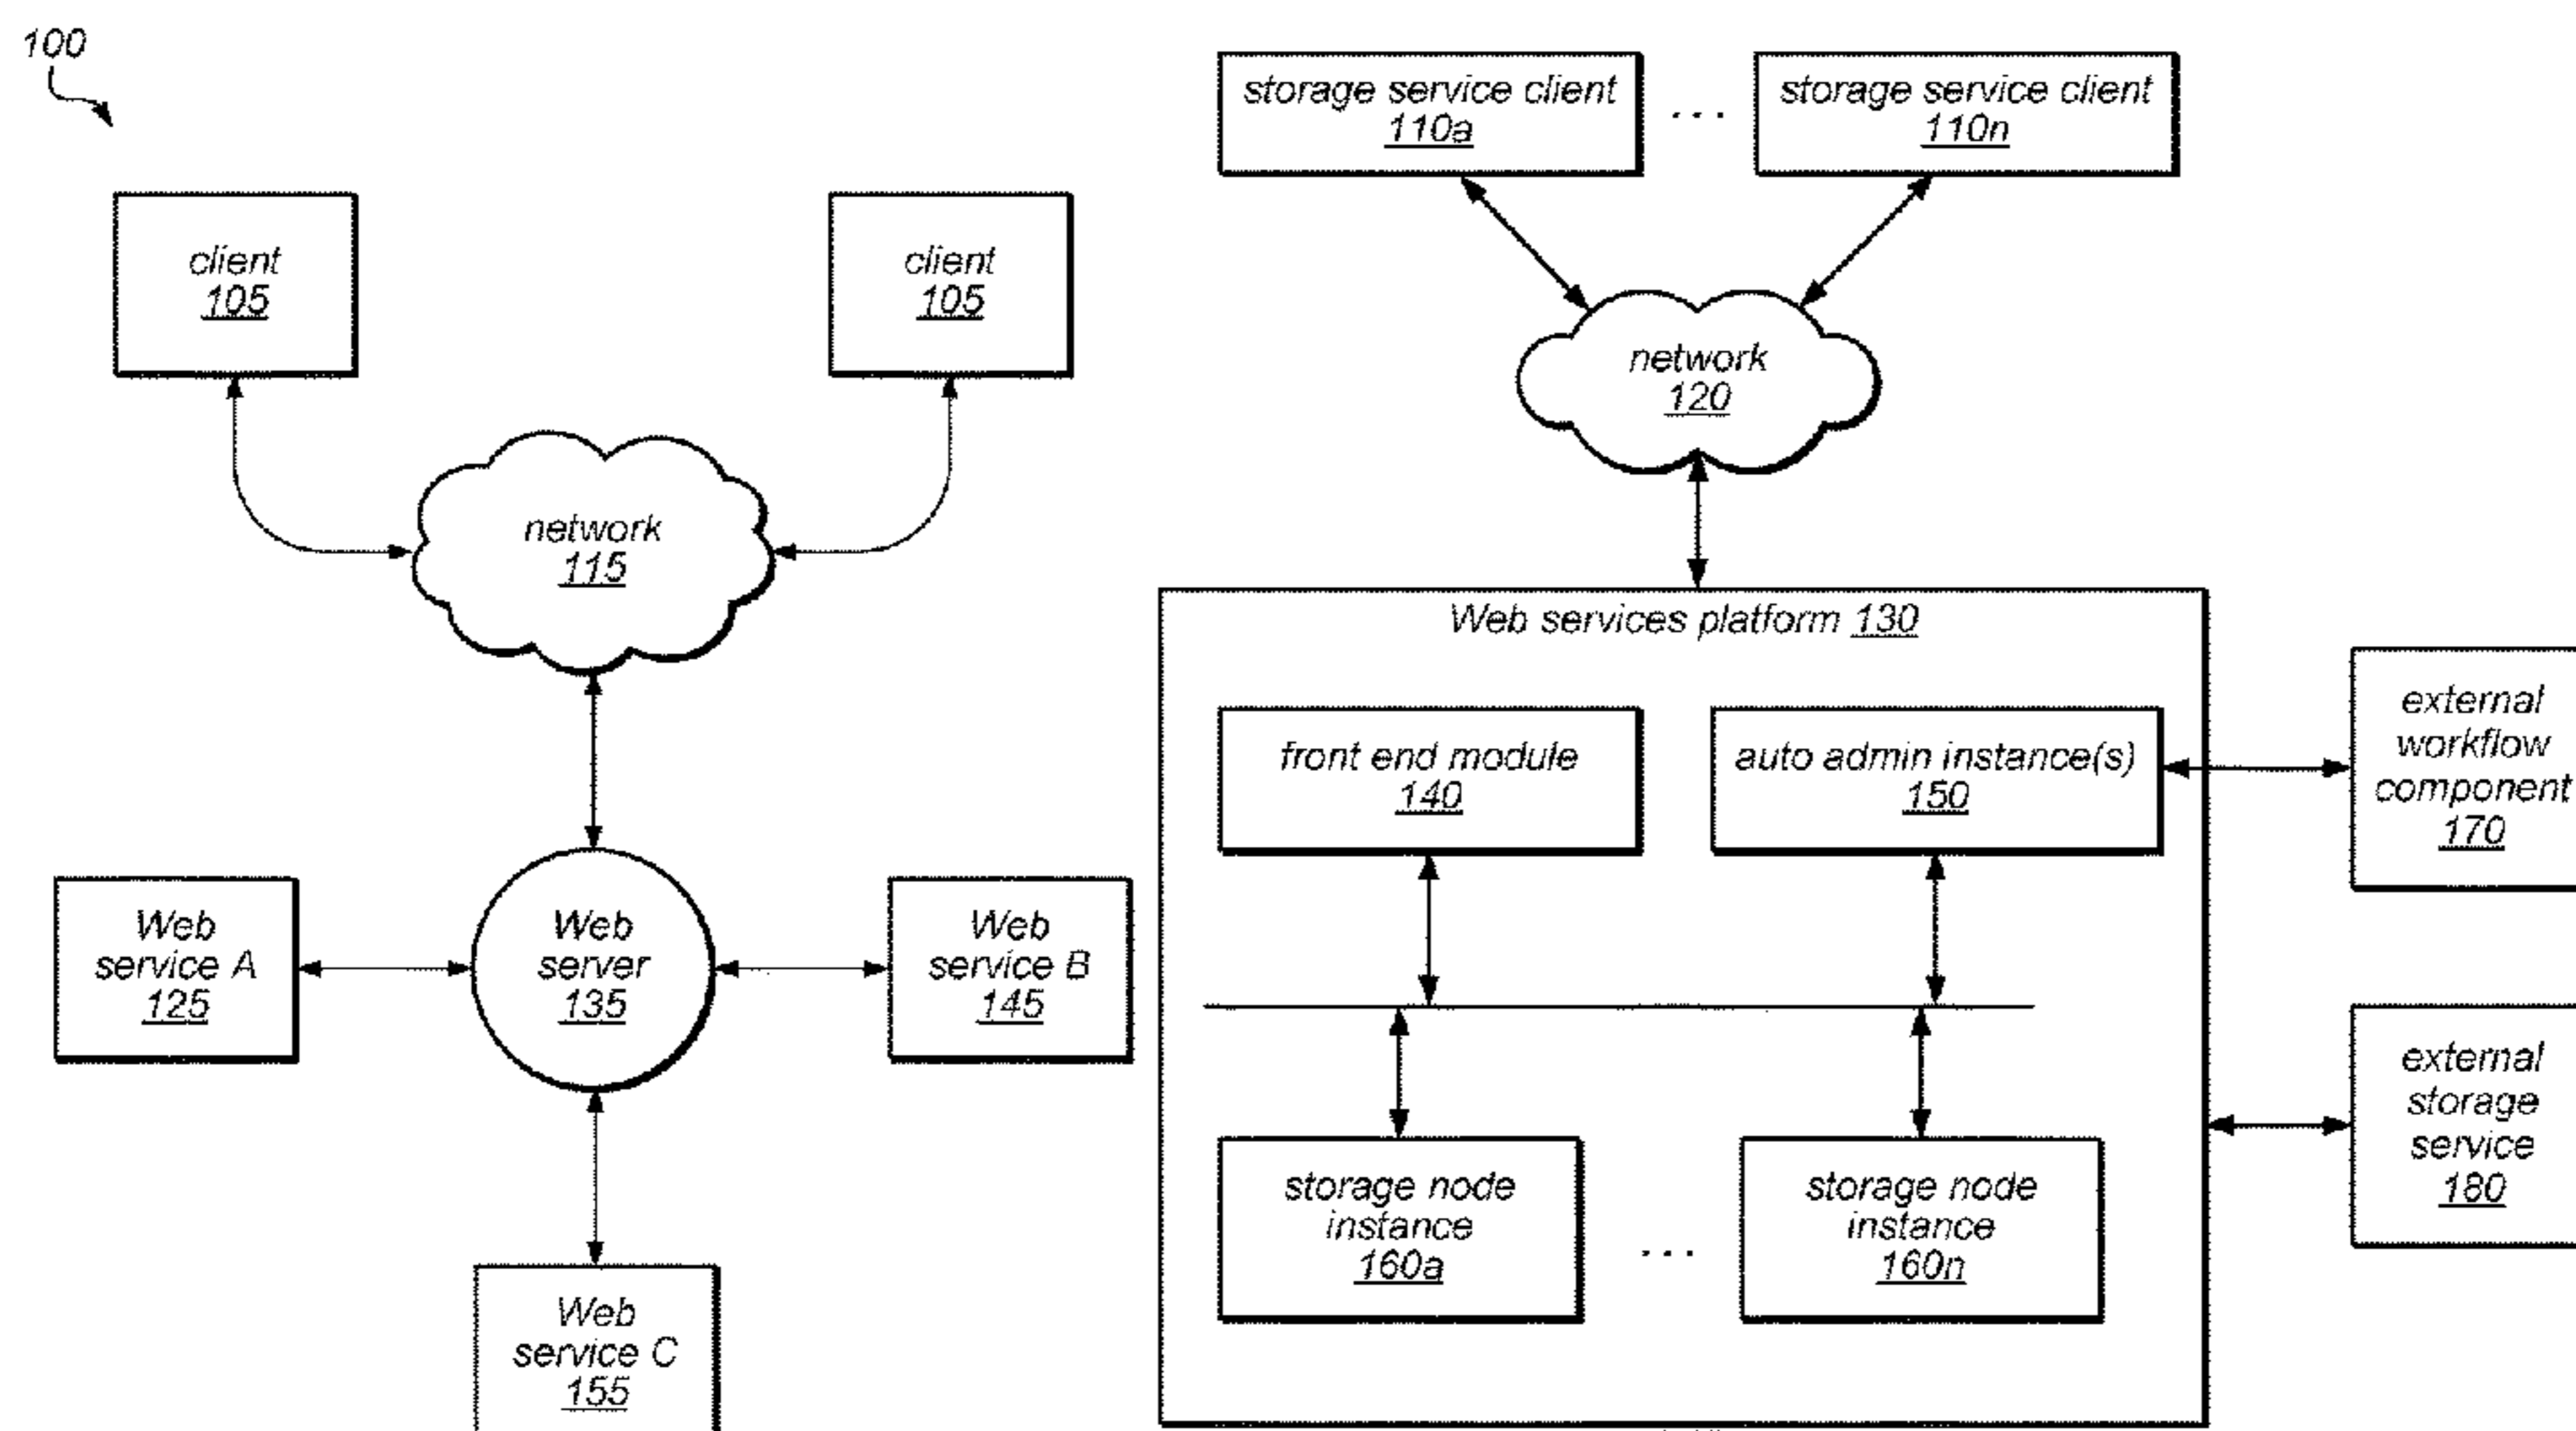 100
client
105
client
105
network
115
Web
service A
125
Web
server
135
Web
service B
145
Web
service C
155
storage service client
110a
...
storage service client
110n
network
120
Web services platform 130
front end module
140
auto admin instance(s)
150
storage node
instance
160a
...
storage node
instance
160n
external
workflow
component
170
external
storage
service
180